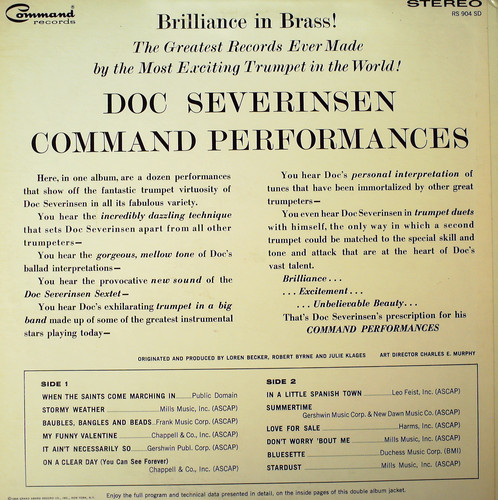 Command
records
STEREO
RS 904 SD
Brilliance in Brass!
The Greatest Records Ever Made
by the Most Exciting Trumpet in the World!
DOC SEVERINSEN
COMMAND PERFORMANCES
Here, in one album, are a dozen performances
that show off the fantastic trumpet virtuosity of
Doc Severinsen in all its fabulous variety.
You hear the incredibly dazzling technique
that sets Doc Severinsen apart from all other
trumpeters—
You hear the gorgeous, mellow tone of Doc's
ballad interpretations—
You hear the provocative new sound of the
Doc Severinsen Sextet—
You hear Doc's exhilarating trumpet in a big
band made up of some of the greatest instrumental
stars playing today—
You hear Doc's personal interpretation of
tunes that have been immortalized by other great
trumpeters—
You even hear Doc Severinsen in trumpet duets
with himself, the only way in which a second
trumpet could be matched to the special skill and
tone and attack that are at the heart of Doc's
vast talent.
Brilliance . . .
. . . Excitement . . .
. . . Unbelievable Beauty . . .
That's Doc Severinsen's prescription for his
COMMAND PERFORMANCES
ORIGINATED AND PRODUCED BY LOREN BECKER, ROBERT BYRNE AND JULIE KLAGES ART DIRECTOR CHARLES E. MURPHY
SIDE 1
WHEN THE SAINTS COME MARCHING IN ........ Public Domain
STORMY WEATHER ........ Mills Music, Inc. (ASCAP)
BAUBLES, BANGLES AND BEADS .. Frank Music Corp. (ASCAP)
MY FUNNY VALENTINE ........ Chappell & Co., Inc. (ASCAP)
IT AIN'T NECESSARILY SO ........ Gershwin Publ. Corp. (ASCAP)
ON A CLEAR DAY (You Can See Forever)
Chappell & Co., Inc. (ASCAP)
SIDE 2
IN A LITTLE SPANISH TOWN ........ Leo Feist, Inc. (ASCAP)
SUMMERTIME
Gershwin Music Corp. & New Dawn Music Co. (ASCAP)
LOVE FOR SALE ........ Harms, Inc. (ASCAP)
DON'T WORRY 'BOUT ME ........ Mills Music, Inc. (ASCAP)
BLUESETTE ........ Duchess Music Corp. (BMI)
STARDUST ........ Mills Music, Inc. (ASCAP)
Enjoy the full program and technical data presented in detail, on the inside pages of this double album jacket.